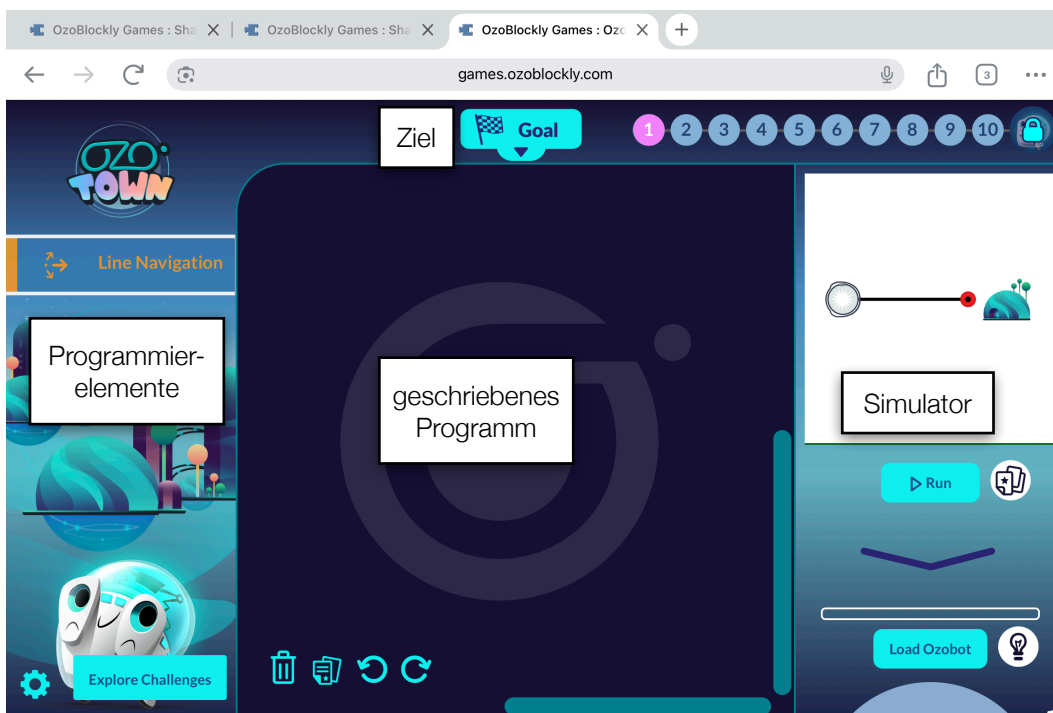 OzoBlockly Games : Sha
OzoBlockly Games : Sha
OzoBlockly Games : Ozo
games.ozoblockly.com
3
OZO
TOWN
Ziel
Goal
1 2 3 4 5 6 7 8 9 10
Line Navigation
Programmier-
elemente
geschriebenes
Programm
Simulator
Run
Load Ozobot
Explore Challenges